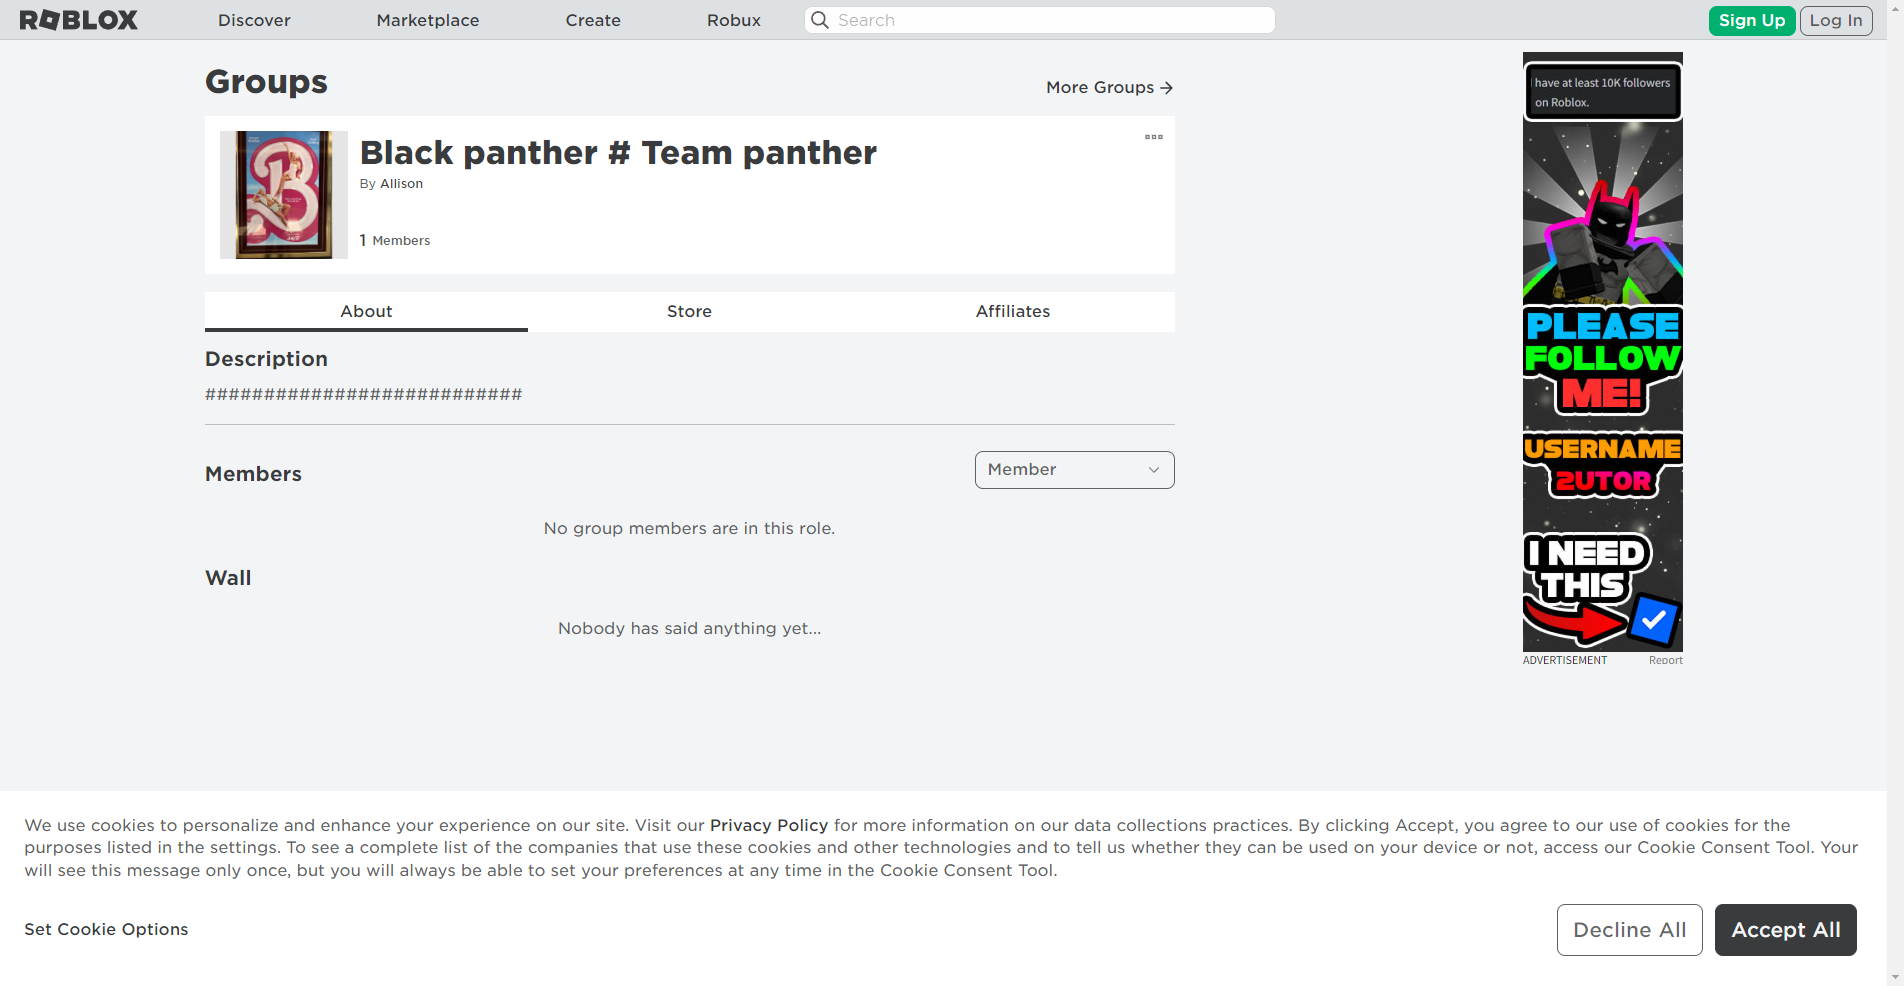 ROBLOX
Discover
Marketplace
Create
Robux
Search
Sign Up
Log In
Groups
More Groups
Black panther # Team panther
By Allison
1 Members
About
Store
Affiliates
Description
###########################
Members
Member
No group members are in this role.
Wall
Nobody has said anything yet...
have at least 10K followers
on Roblox.
PLEASE
FOLLOW
ME!
USERNAME
2UTOR
I NEED
THIS
ADVERTISEMENT
Report
We use cookies to personalize and enhance your experience on our site. Visit our Privacy Policy for more information on our data collections practices. By clicking Accept, you agree to our use of cookies for the
purposes listed in the settings. To see a complete list of the companies that use these cookies and other technologies and to tell us whether they can be used on your device or not, access our Cookie Consent Tool. Your
will see this message only once, but you will always be able to set your preferences at any time in the Cookie Consent Tool.
Set Cookie Options
Decline All
Accept All